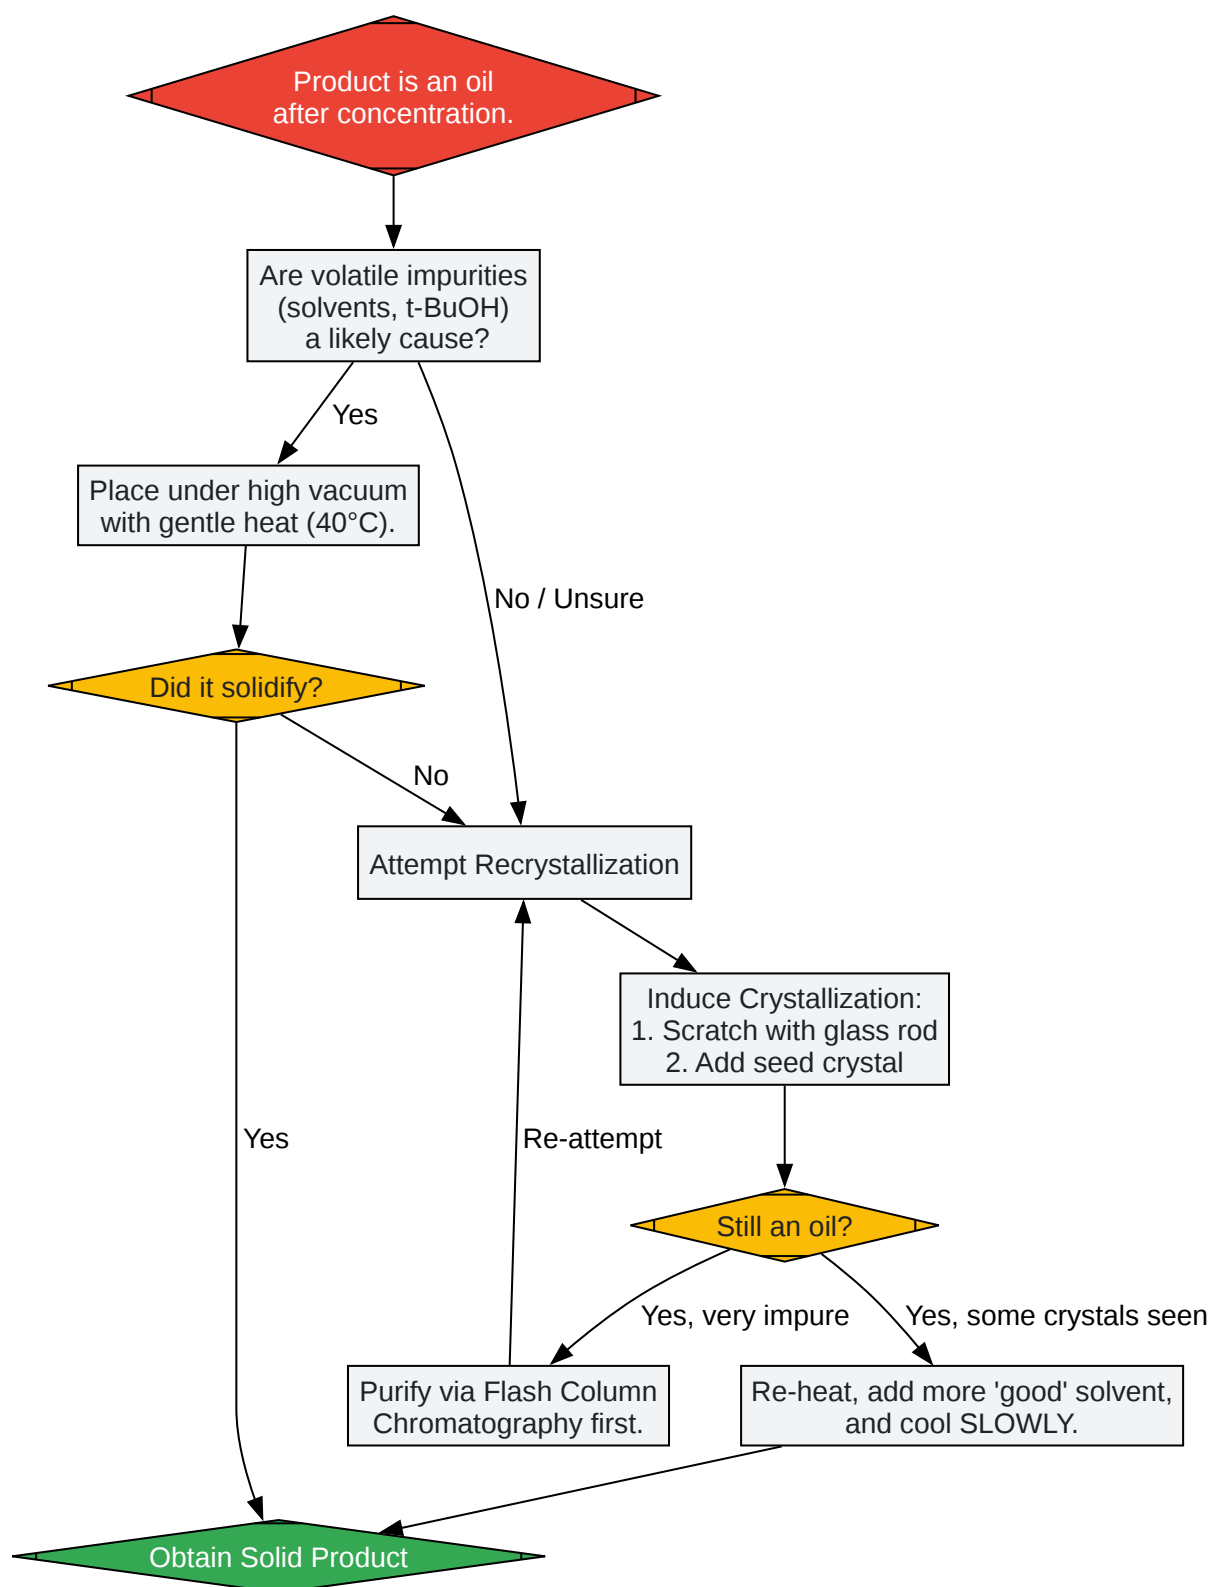 Product is an oil
after concentration.
Are volatile impurities
(solvents, t-BuOH)
a likely cause?
Yes
Place under high vacuum
with gentle heat (40°C).
No / Unsure
Did it solidify?
No
Attempt Recrystallization
Induce Crystallization:
1. Scratch with glass rod
2. Add seed crystal
Yes
Re-attempt
Still an oil?
Yes, very impure
Yes, some crystals seen
Purify via Flash Column
Chromatography first.
Re-heat, add more 'good' solvent,
and cool SLOWLY.
Obtain Solid Product